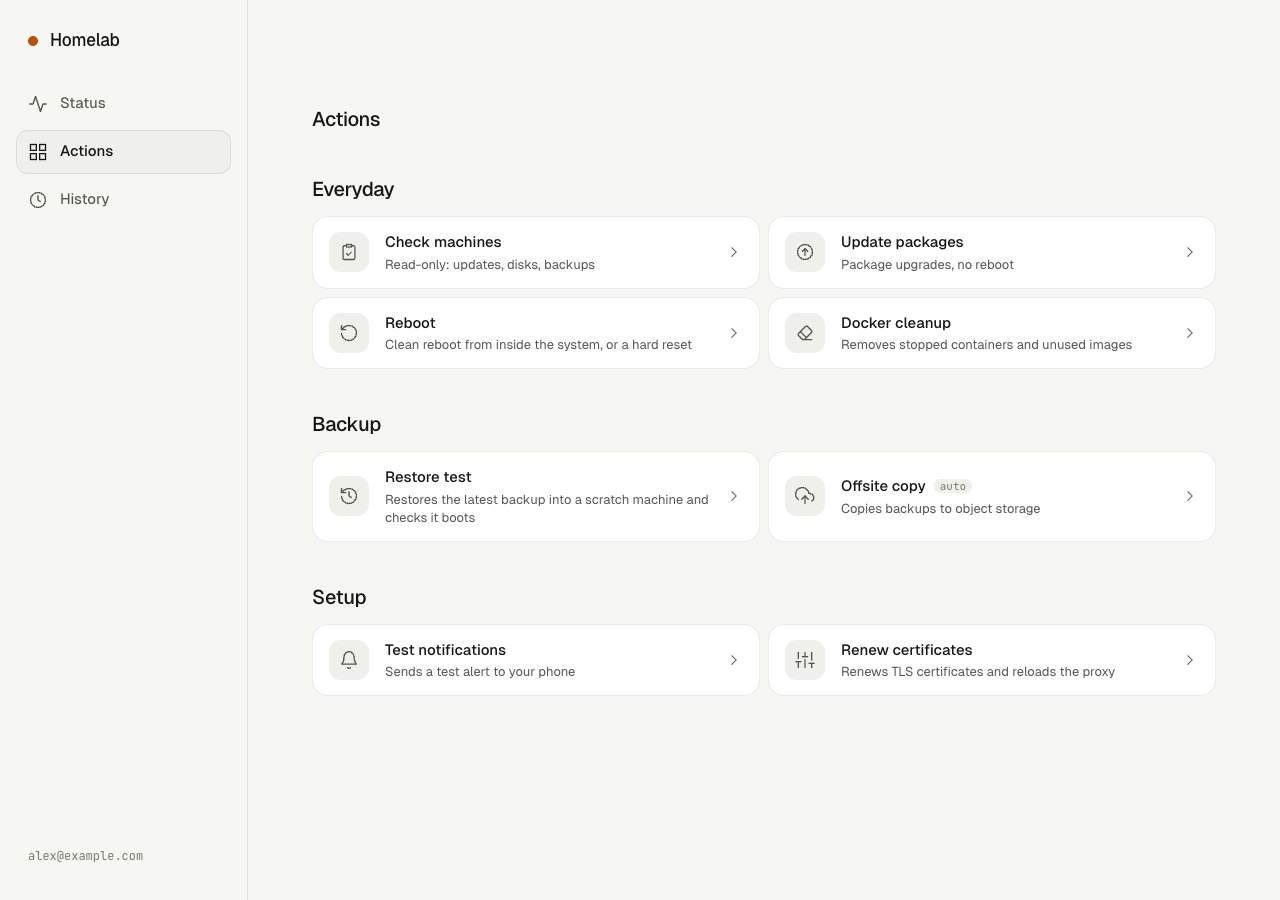 Homelab
Status
Actions
History
alex@example.com
Actions
Everyday
Check machines
Read-only: updates, disks, backups
Update packages
Package upgrades, no reboot
Reboot
Clean reboot from inside the system, or a hard reset
Docker cleanup
Removes stopped containers and unused images
Backup
Restore test
Restores the latest backup into a scratch machine and
checks it boots
Offsite copy auto
Copies backups to object storage
Setup
Test notifications
Sends a test alert to your phone
Renew certificates
Renews TLS certificates and reloads the proxy